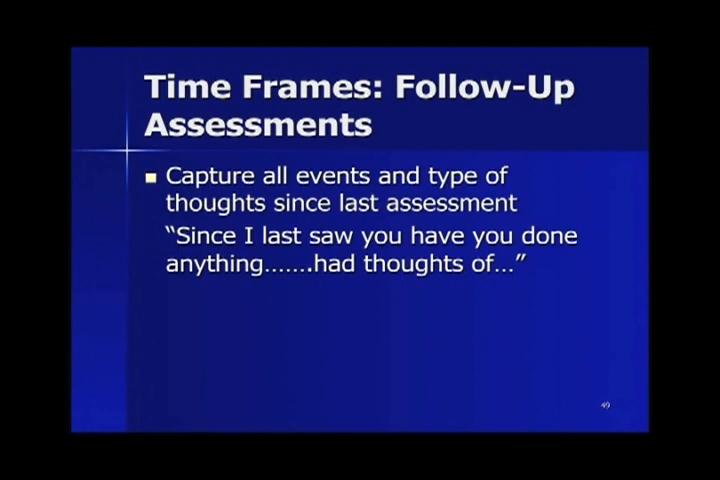 Time Frames: Follow-Up
Assessments
Capture all events and type of
thoughts since last assessment
“Since I last saw you have you done
anything…….had thoughts of…”
49